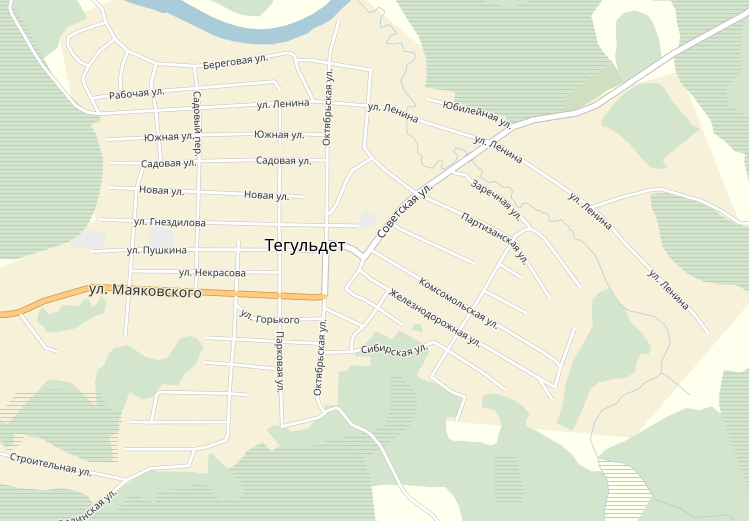 Береговая ул.
Рабочая ул.
Садовый пер.
Октябрьская ул.
ул. Ленина
ул. Ленина
Юбилейная ул.
Южная ул.
Южная ул.
ул. Ленина
Садовая ул.
Садовая ул.
Новая ул.
Новая ул.
Заречная ул.
ул. Ленина
Советская ул.
Партизанская ул.
ул. Гнездилова
Тегульдет
ул. Пушкина
ул. Некрасова
ул. Ленина
ул. Маяковского
Комсомольская ул.
Железнодорожная ул.
ул. Горького
Парковая ул.
Октябрьская ул.
Сибирская ул.
Строительная ул.
ул.